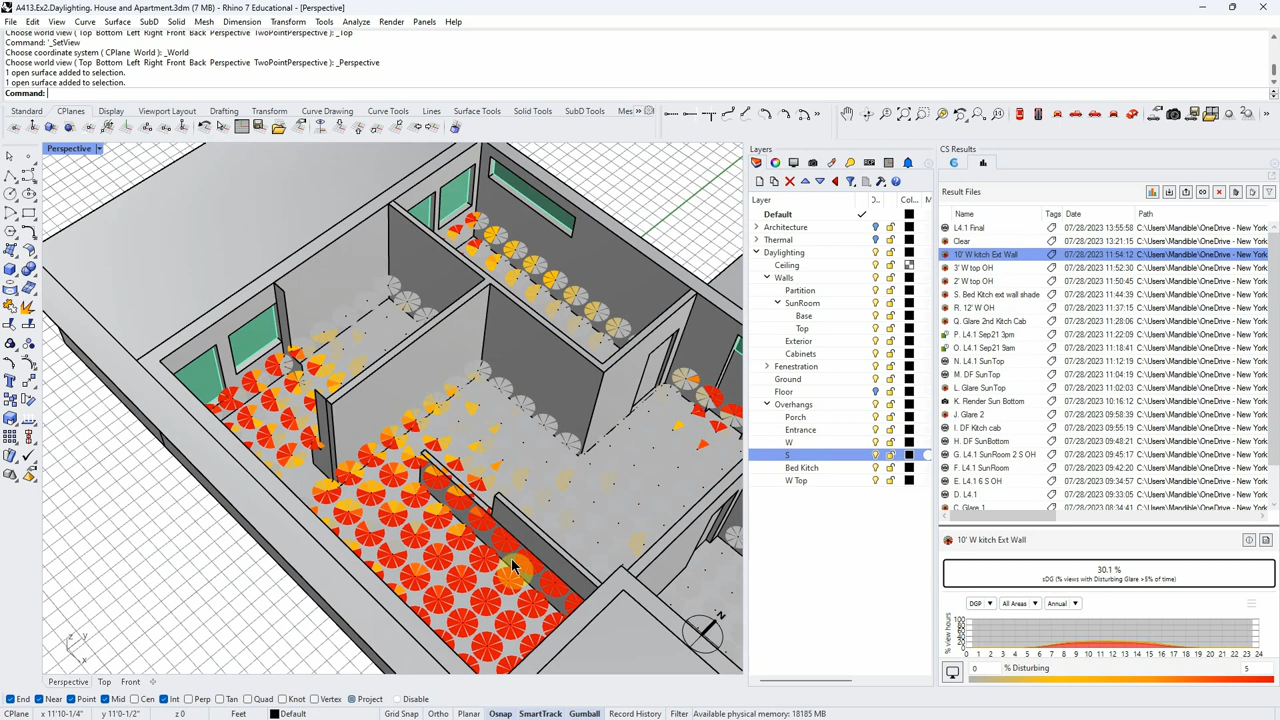 A413.Ex2.Daylighting. House and Apartment.3dm (7 MB) - Rhino 7 Educational - [Perspective]
File Edit View Curve Surface SubD Solid Mesh Dimension Transform Tools Analyze Render Panels Help
Choose world view ( Top Bottom Left Right Front Back Perspective TwoPointPerspective ): _Top
Command: '_SetView
Choose coordinate system ( CPlane World ): _World
Choose world view ( Top Bottom Left Right Front Back Perspective TwoPointPerspective ): _Perspective
1 open surface added to selection.
1 open surface added to selection.
Command:
Standard CPlanes Display Viewport Layout Drafting Transform Curve Drawing Curve Tools Lines Surface Tools Solid Tools SubD Tools Mes
Perspective
Layers
Layer Col... M
Default
Architecture
Thermal
Daylighting
Ceiling
Walls
Partition
SunRoom
Base
Top
Exterior
Cabinets
Fenestration
Ground
Floor
Overhangs
Porch
Entrance
W
S
Bed Kitch
W Top
CS Results
Result Files
Name Tags Date Path
L4.1 Final 07/28/2023 13:55:58 C:\Users\Mandible\OneDrive - New York
Clear 07/28/2023 13:21:15 C:\Users\Mandible\OneDrive - New York
10' W kitch Ext Wall 07/28/2023 11:54:12 C:\Users\Mandible\OneDrive - New York
3' W top OH 07/28/2023 11:52:30 C:\Users\Mandible\OneDrive - New York
2' W top OH 07/28/2023 11:50:45 C:\Users\Mandible\OneDrive - New York
S. Bed Kitch ext wall shade 07/28/2023 11:44:39 C:\Users\Mandible\OneDrive - New York
R. 12' W OH 07/28/2023 11:37:15 C:\Users\Mandible\OneDrive - New York
Q. Glare 2nd Kitch Cab 07/28/2023 11:28:06 C:\Users\Mandible\OneDrive - New York
P. L4.1 Sep21 3pm 07/28/2023 11:22:09 C:\Users\Mandible\OneDrive - New York
O. L4.1 Sep21 9am 07/28/2023 11:18:41 C:\Users\Mandible\OneDrive - New York
N. L4.1 SunTop 07/28/2023 11:12:19 C:\Users\Mandible\OneDrive - New York
M. DF SunTop 07/28/2023 11:04:19 C:\Users\Mandible\OneDrive - New York
L. Glare SunTop 07/28/2023 11:02:03 C:\Users\Mandible\OneDrive - New York
K. Render Sun Bottom 07/28/2023 10:16:12 C:\Users\Mandible\OneDrive - New York
J. Glare 2 07/28/2023 09:58:39 C:\Users\Mandible\OneDrive - New York
I. DF Kitch cab 07/28/2023 09:55:19 C:\Users\Mandible\OneDrive - New York
H. DF SunBottom 07/28/2023 09:48:21 C:\Users\Mandible\OneDrive - New York
G. L4.1 SunRoom 2 S OH 07/28/2023 09:45:17 C:\Users\Mandible\OneDrive - New York
F. L4.1 SunRoom 07/28/2023 09:42:20 C:\Users\Mandible\OneDrive - New York
E. L4.1 6 S OH 07/28/2023 09:34:57 C:\Users\Mandible\OneDrive - New York
D. L4.1 07/28/2023 09:33:05 C:\Users\Mandible\OneDrive - New York
C. Glare 1 07/28/2023 08:34:41 C:\Users\Mandible\OneDrive - New York
10' W kitch Ext Wall
30.1 %
sDG (% views with Disturbing Glare >5% of time)
DGP All Areas Annual
% view hours
100
80
60
40
20
0
0 1 2 3 4 5 6 7 8 9 10 11 12 13 14 15 16 17 18 19 20 21 22 23 24
0 % Disturbing 5
N
z y
x
Perspective Top Front
End Near Point Mid Cen Int Perp Tan Quad Knot Vertex Project Disable
CPlane x 11'10-1/4" y 11'0-1/2" z 0 Feet Default Grid Snap Ortho Planar Osnap SmartTrack Gumball Record History Filter Available physical memory: 18185 MB